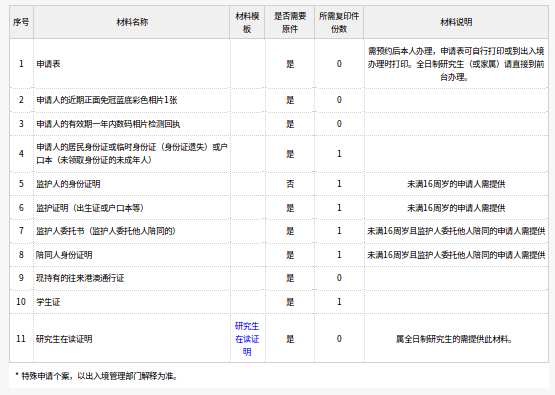 序号 材料名称 材料模板 是否需要原件 所需复印件份数 材料说明
1 申请表 是 0 需预约后本人办理，申请表可自行打印或到出入境
办理时打印。全日制研究生（或家属）请直接到前
台办理。
2 申请人的近期正面免冠蓝底彩色相片1张 是 0
3 申请人的有效期一年内数码相片检测回执 是 0
4 申请人的居民身份证或临时身份证（身份证遗失）或户
口本（未领取身份证的未成年人） 是 1
5 监护人的身份证明 否 1 未满16周岁的申请人需提供
6 监护证明（出生证或户口本等） 是 1 未满16周岁的申请人需提供
7 监护人委托书（监护人委托他人陪同的） 是 1 未满16周岁且监护人委托他人陪同的申请人需提供
8 陪同人身份证明 是 1 未满16周岁且监护人委托他人陪同的申请人需提供
9 现持有的往来港澳通行证 是 0
10 学生证 是 1
11 研究生在读证明 研究生
在读证
明 是 0 属全日制研究生的需提供此材料。
* 特殊申请个案，以出入境管理部门解释为准。